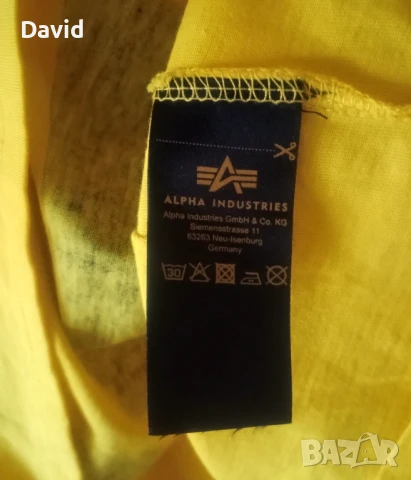 David
ALPHA INDUSTRIES
Alpha Industries GmbH & Co. KG
Siemensstrasse 11
63263 Neu-Isenburg
Germany
30
BAZAR